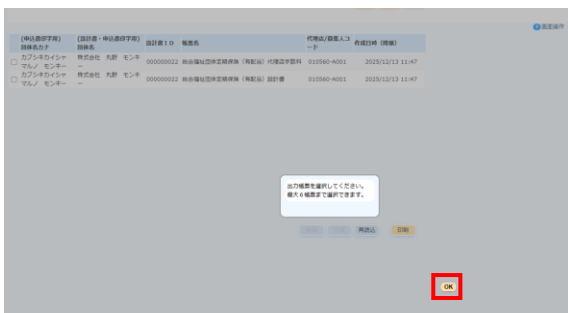 画面操作
(申込書印字用)
団体名カナ
(設計書・申込書印字用)
団体名
設計書ID
帳票名
代理店/募集人コ
ード
作成日時 (降順)
カブシキカイシャ
マルノ モンキー
株式会社 丸野 モンキ
ー
000000022
総合福祉団体定期保険（有配当）代理店手数料
010560-A001
2025/12/13 11:47
カブシキカイシャ
マルノ モンキー
株式会社 丸野 モンキ
ー
000000022
総合福祉団体定期保険（有配当）設計書
010560-A001
2025/12/13 11:47
出力帳票を選択してください。
最大６帳票まで選択できます。
再読込
印刷
OK